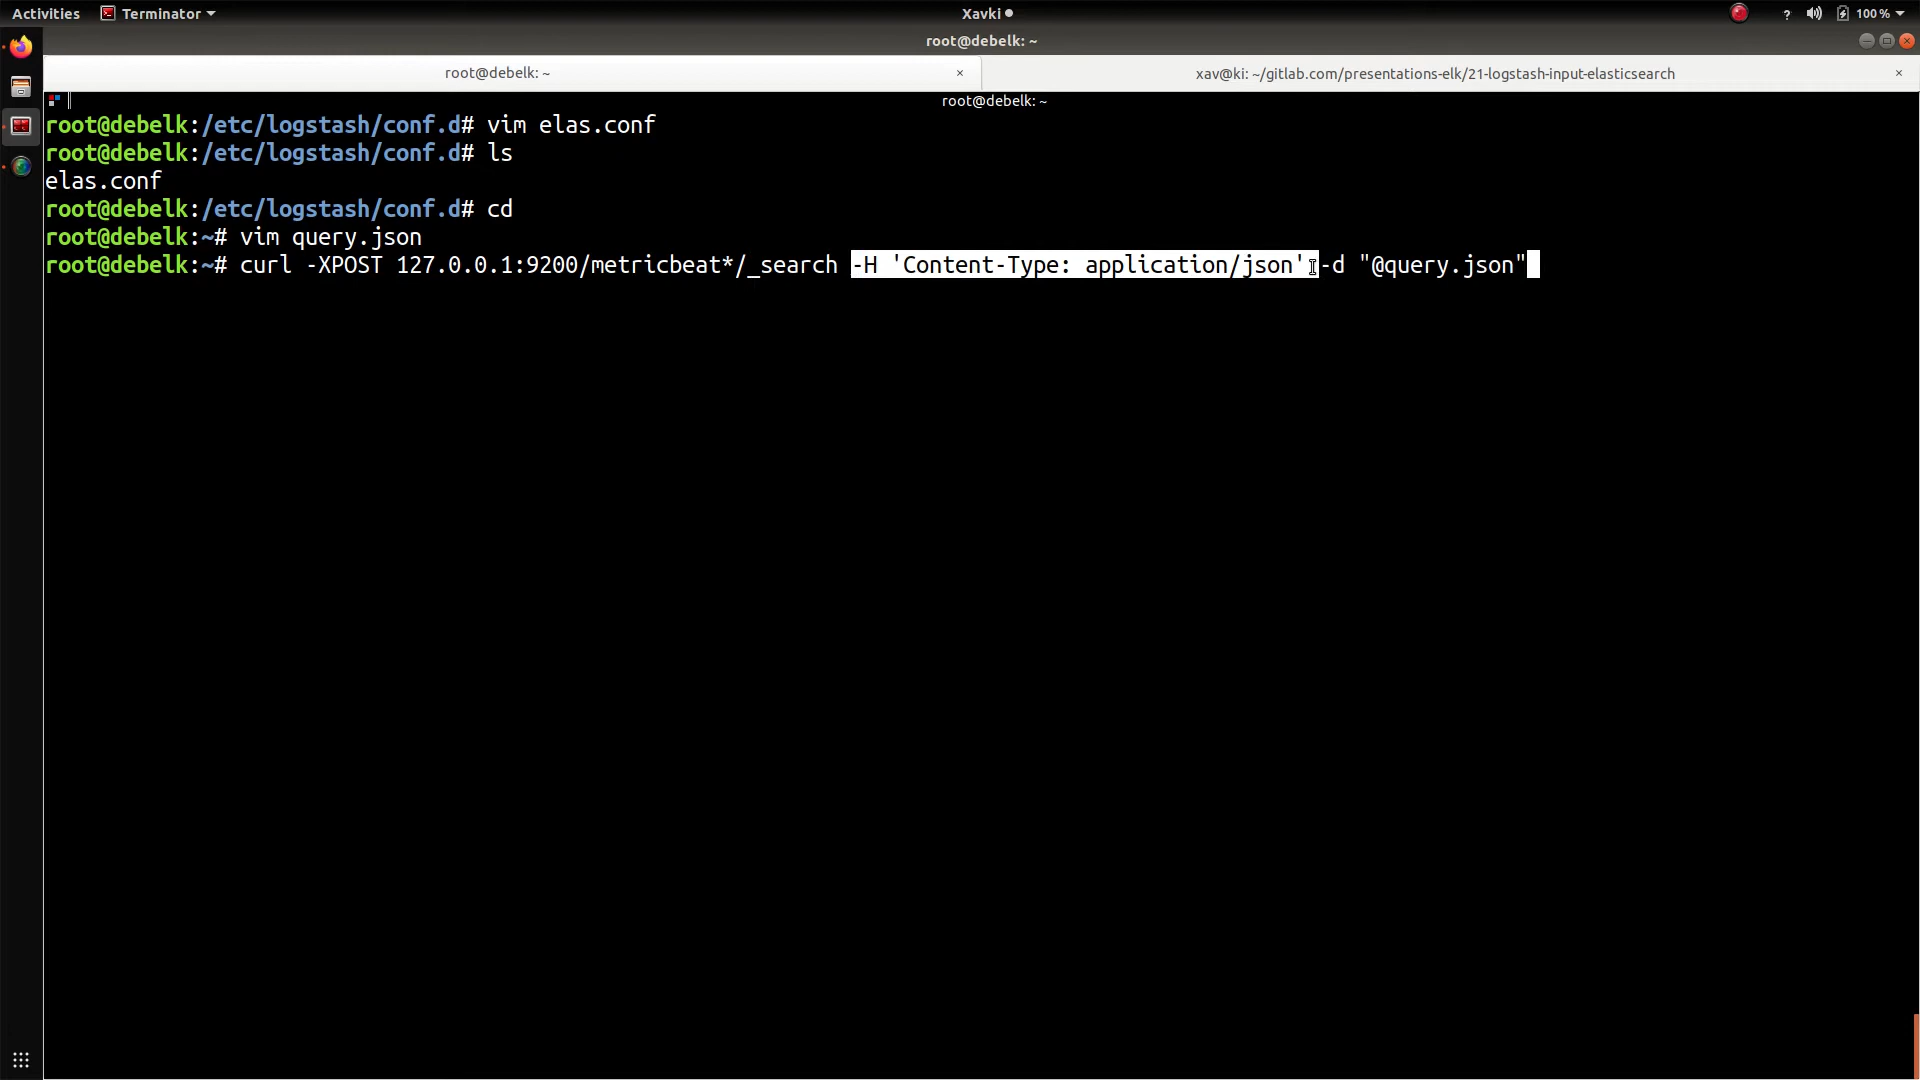 Activities Terminator Xavki 100 %
root@debelk: ~
root@debelk: ~ × xav@ki: ~/gitlab.com/presentations-elk/21-logstash-input-elasticsearch ×
root@debelk: ~
root@debelk:/etc/logstash/conf.d# vim elas.conf
root@debelk:/etc/logstash/conf.d# ls
elas.conf
root@debelk:/etc/logstash/conf.d# cd
root@debelk:~# vim query.json
root@debelk:~# curl -XPOST 127.0.0.1:9200/metricbeat*/_search -H 'Content-Type: application/json' -d "@query.json"